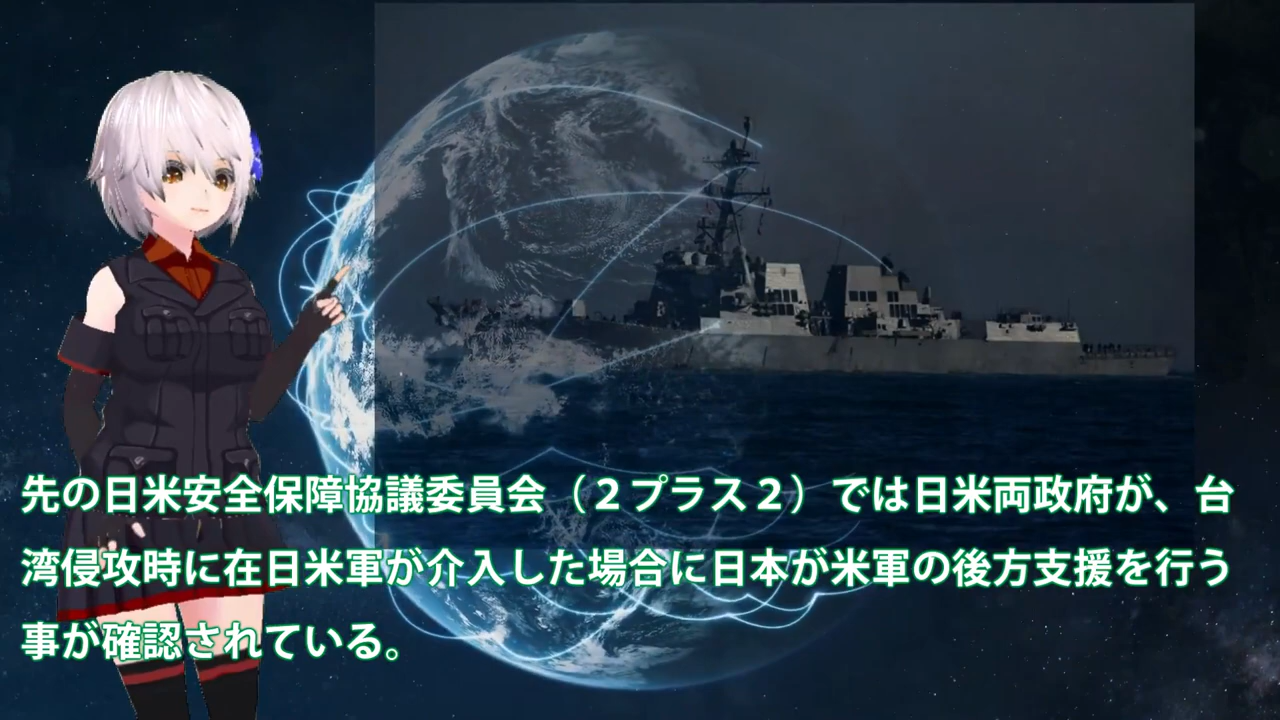 先の日米安全保障協議委員会（２プラス２）では日米両政府が、台
湾侵攻時に在日米軍が介入した場合に日本が米軍の後方支援を行う
事が確認されている。